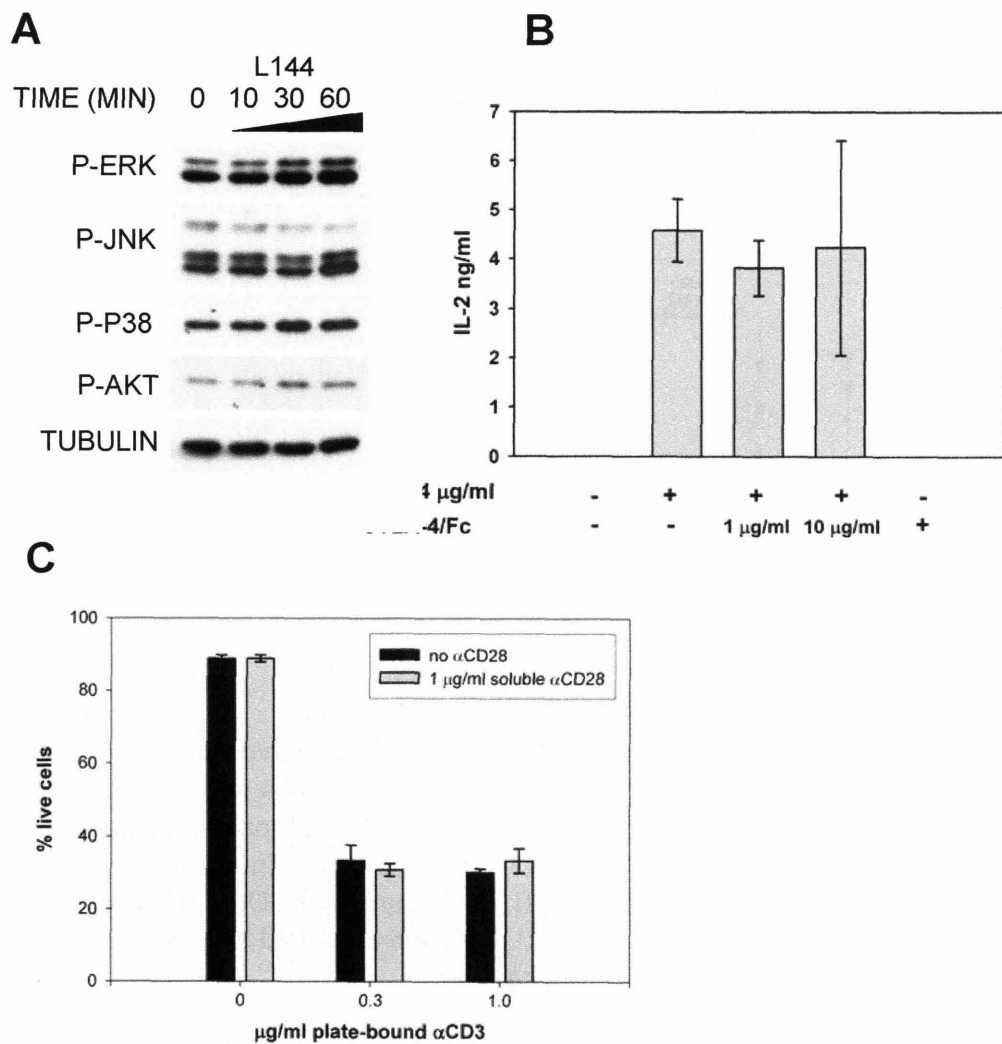 A
L144
TIME (MIN) 0 10 30 60
P-ERK
P-JNK
P-P38
P-AKT
TUBULIN
B
7
6
5
4
3
2
1
0
IL-2 ng/ml
4 μg/ml - + + + -
-4/Fc - - 1 μg/ml 10 μg/ml +
C
100
80
60
40
20
0
% live cells
no αCD28
1 μg/ml soluble αCD28
0 0.3 1.0
μg/ml plate-bound αCD3